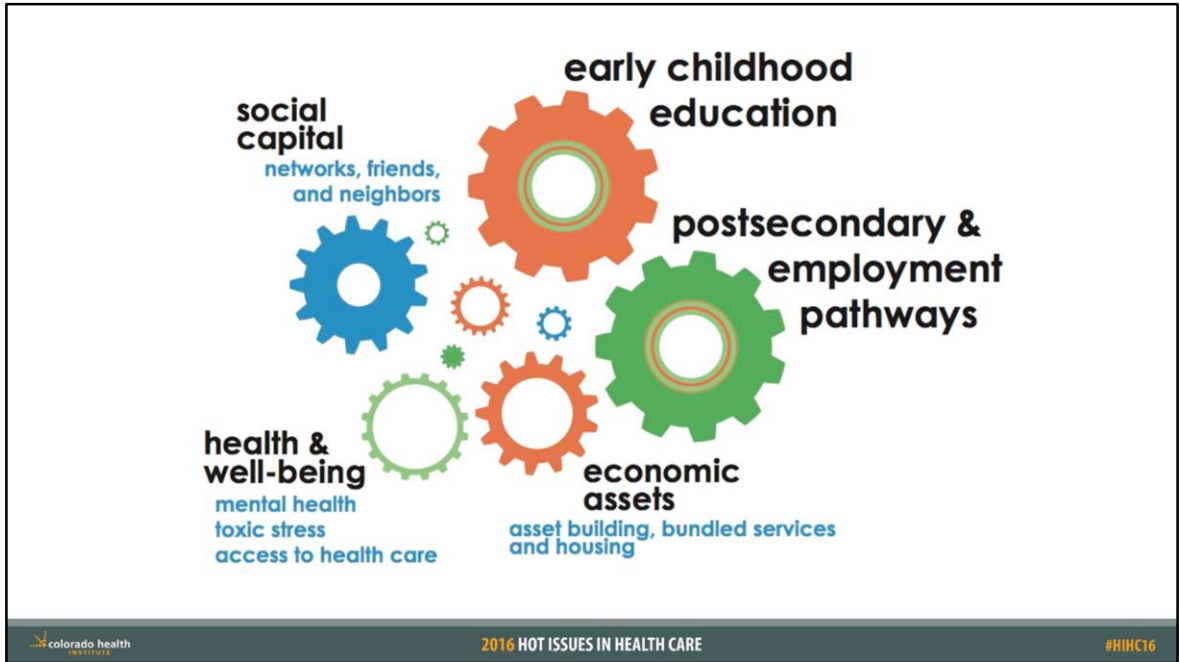 early childhood
education
social
capital
networks, friends,
and neighbors
postsecondary &
employment
pathways
health &
well-being
mental health
toxic stress
access to health care
economic
assets
asset building, bundled services
and housing
colorado health
INSTITUTE
2016 HOT ISSUES IN HEALTH CARE
#HIHC16